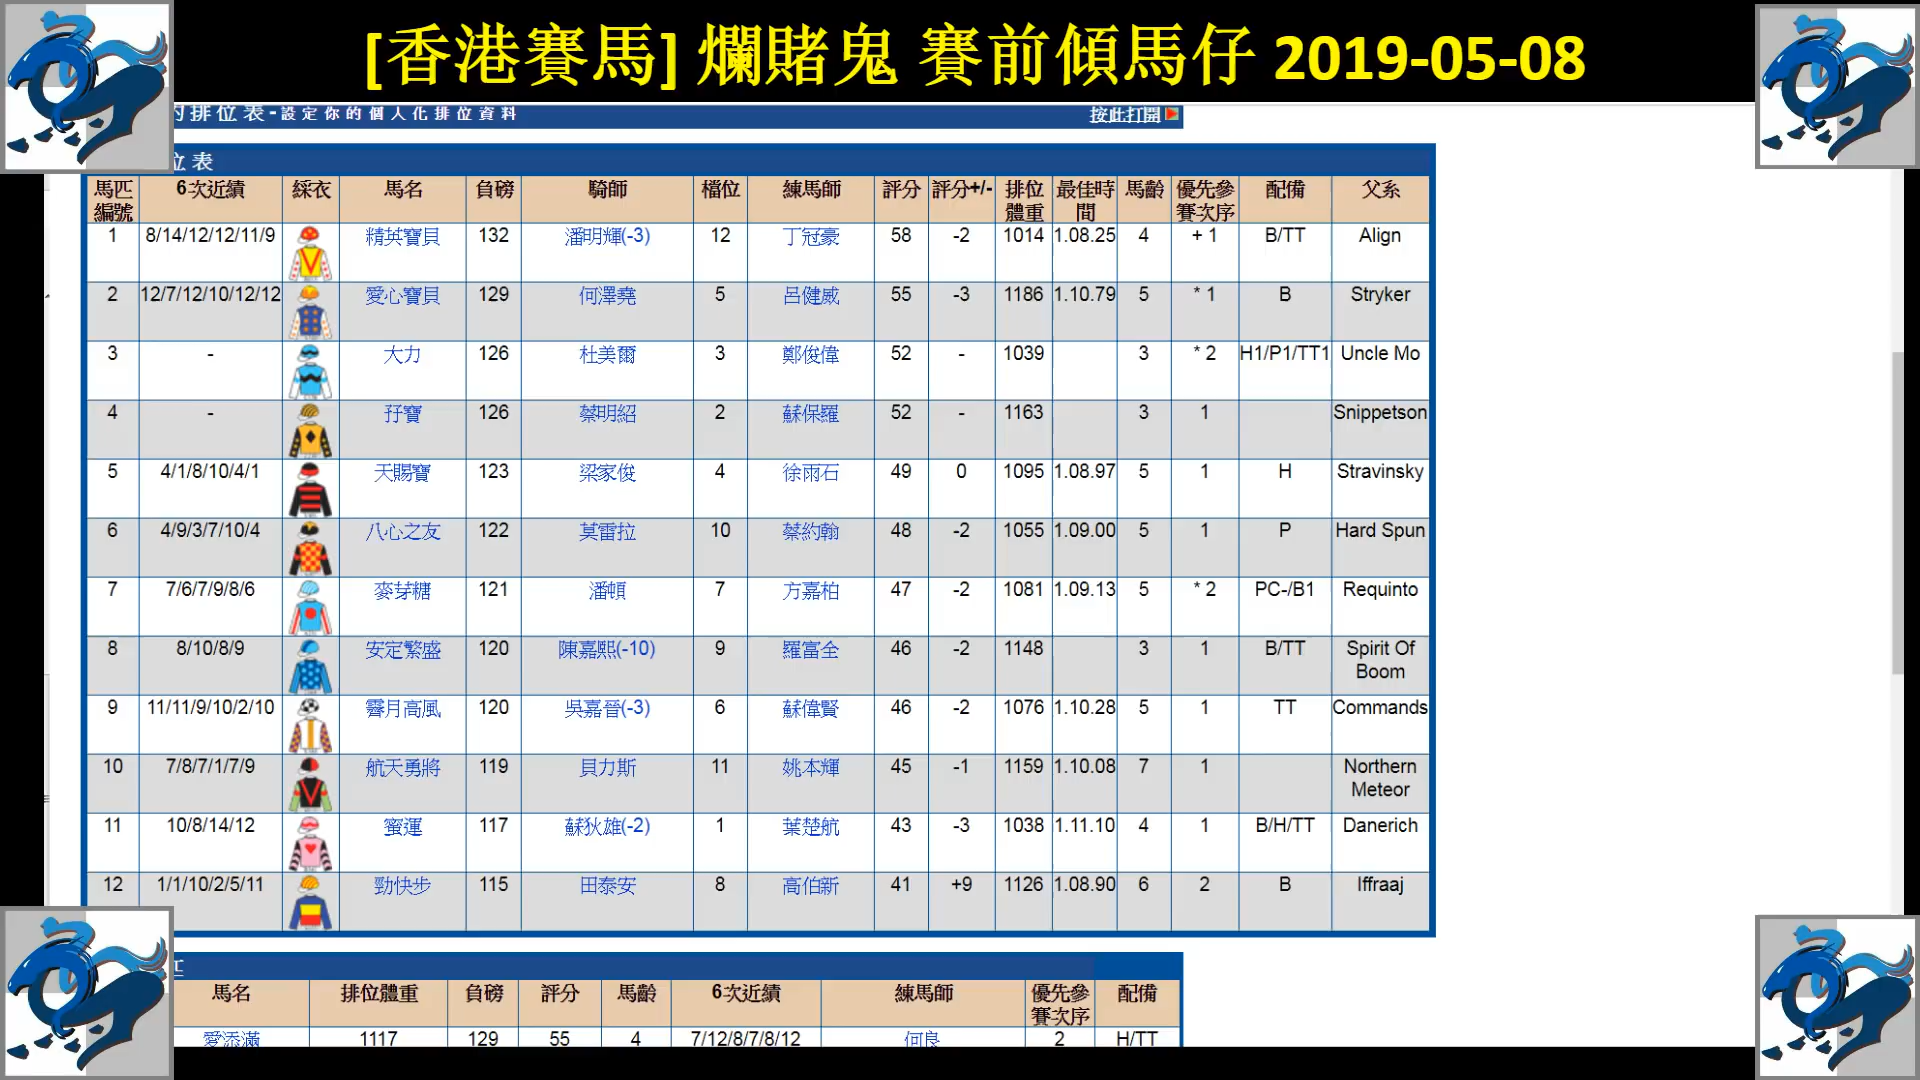 [香港賽馬] 爛賭鬼 賽前傾馬仔 2019-05-08
排位表-設定你的個人化排位資料 按此打開
位表
馬匹編號 6次近績 綵衣 馬名 負磅 騎師 檔位 練馬師 評分 評分+/- 排位體重 最佳時間 馬齡 優先參賽次序 配備 父系
1 8/14/12/12/11/9 精英寶貝 132 潘明輝(-3) 12 丁冠豪 58 -2 1014 1.08.25 4 + 1 B/TT Align
2 12/7/12/10/12/12 愛心寶貝 129 何澤堯 5 呂健威 55 -3 1186 1.10.79 5 * 1 B Stryker
3 - 大力 126 杜美爾 3 鄭俊偉 52 - 1039 3 * 2 H1/P1/TT1 Uncle Mo
4 - 孖寶 126 蔡明紹 2 蘇保羅 52 - 1163 3 1 Snippetson
5 4/1/8/10/4/1 天賜寶 123 梁家俊 4 徐雨石 49 0 1095 1.08.97 5 1 H Stravinsky
6 4/9/3/7/10/4 八心之友 122 莫雷拉 10 蔡約翰 48 -2 1055 1.09.00 5 1 P Hard Spun
7 7/6/7/9/8/6 麥芽糖 121 潘頓 7 方嘉柏 47 -2 1081 1.09.13 5 * 2 PC-/B1 Requinto
8 8/10/8/9 安定繁盛 120 陳嘉熙(-10) 9 羅富全 46 -2 1148 3 1 B/TT Spirit Of Boom
9 11/11/9/10/2/10 霽月高風 120 吳嘉晉(-3) 6 蘇偉賢 46 -2 1076 1.10.28 5 1 TT Commands
10 7/8/7/1/7/9 航天勇將 119 貝力斯 11 姚本輝 45 -1 1159 1.10.08 7 1 Northern Meteor
11 10/8/14/12 蜜運 117 蘇狄雄(-2) 1 葉楚航 43 -3 1038 1.11.10 4 1 B/H/TT Danerich
12 1/1/10/2/5/11 勁快步 115 田泰安 8 高伯新 41 +9 1126 1.08.90 6 2 B Iffraaj
馬名 排位體重 負磅 評分 馬齡 6次近績 練馬師 優先參賽次序 配備
愛添滿 1117 129 55 4 7/12/8/7/8/12 何良 2 H/TT